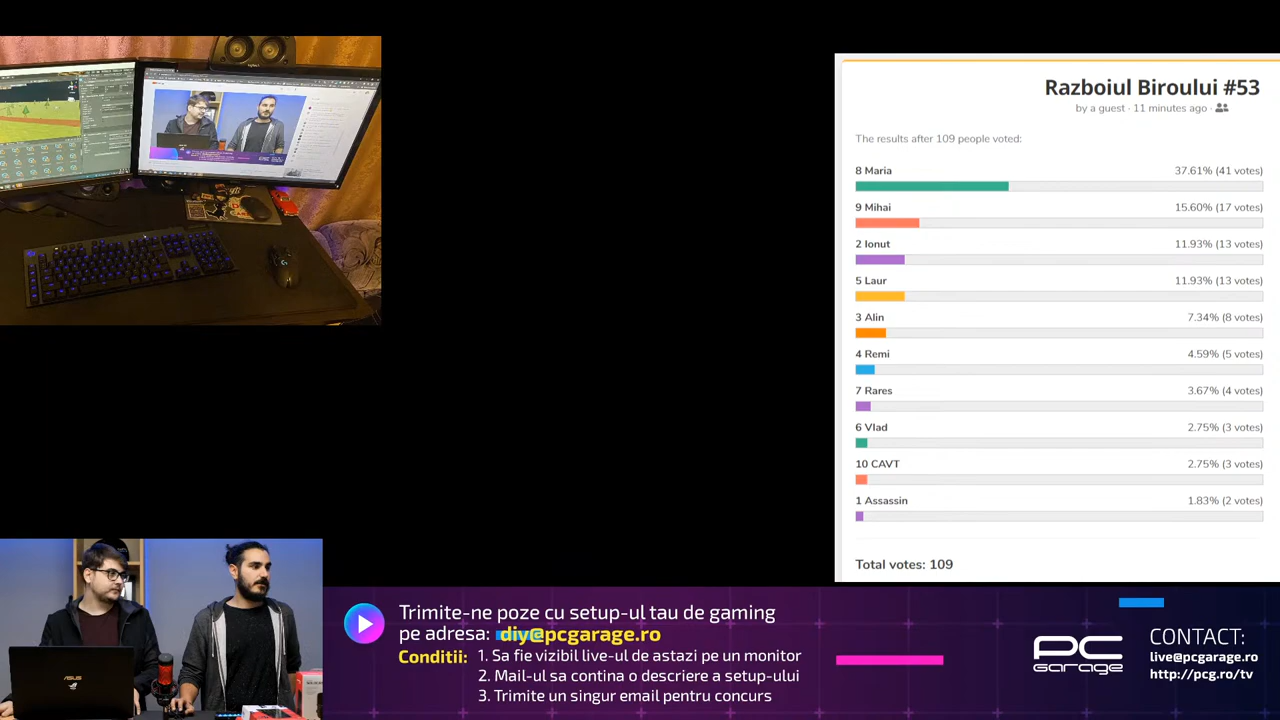 Razboiul Biroului #53
by a guest · 11 minutes ago ·
The results after 109 people voted:
8 Maria 37.61% (41 votes)
9 Mihai 15.60% (17 votes)
2 Ionut 11.93% (13 votes)
5 Laur 11.93% (13 votes)
3 Alin 7.34% (8 votes)
4 Remi 4.59% (5 votes)
7 Rares 3.67% (4 votes)
6 Vlad 2.75% (3 votes)
10 CAVT 2.75% (3 votes)
1 Assassin 1.83% (2 votes)
Total votes: 109
ASUS
Trimite-ne poze cu setup-ul tau de gaming
pe adresa: diy@pcgarage.ro
Conditii: 1. Sa fie vizibil live-ul de astazi pe un monitor
2. Mail-ul sa contina o descriere a setup-ului
3. Trimite un singur email pentru concurs
PC
GARAGE
CONTACT:
live@pcgarage.ro
http://pcg.ro/tv